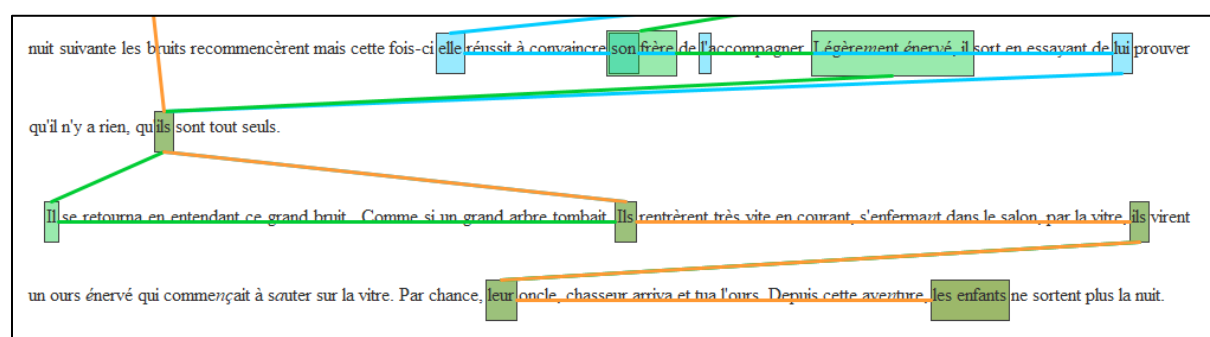 nuit suivante les bruits recommencèrent mais cette fois-ci elle réussit à convaincre son frère de l'accompagner. Légèrement énervé, il sort en essayant de lui prouver
qu'il n'y a rien, qu'ils sont tout seuls.
Il se retourna en entendant ce grand bruit. Comme si un grand arbre tombait. Ils rentrèrent très vite en courant, s'enfermant dans le salon, par la vitre, ils virent
un ours énervé qui commençait à sauter sur la vitre. Par chance, leur oncle, chasseur arriva et tua l'ours. Depuis cette aventure, les enfants ne sortent plus la nuit.